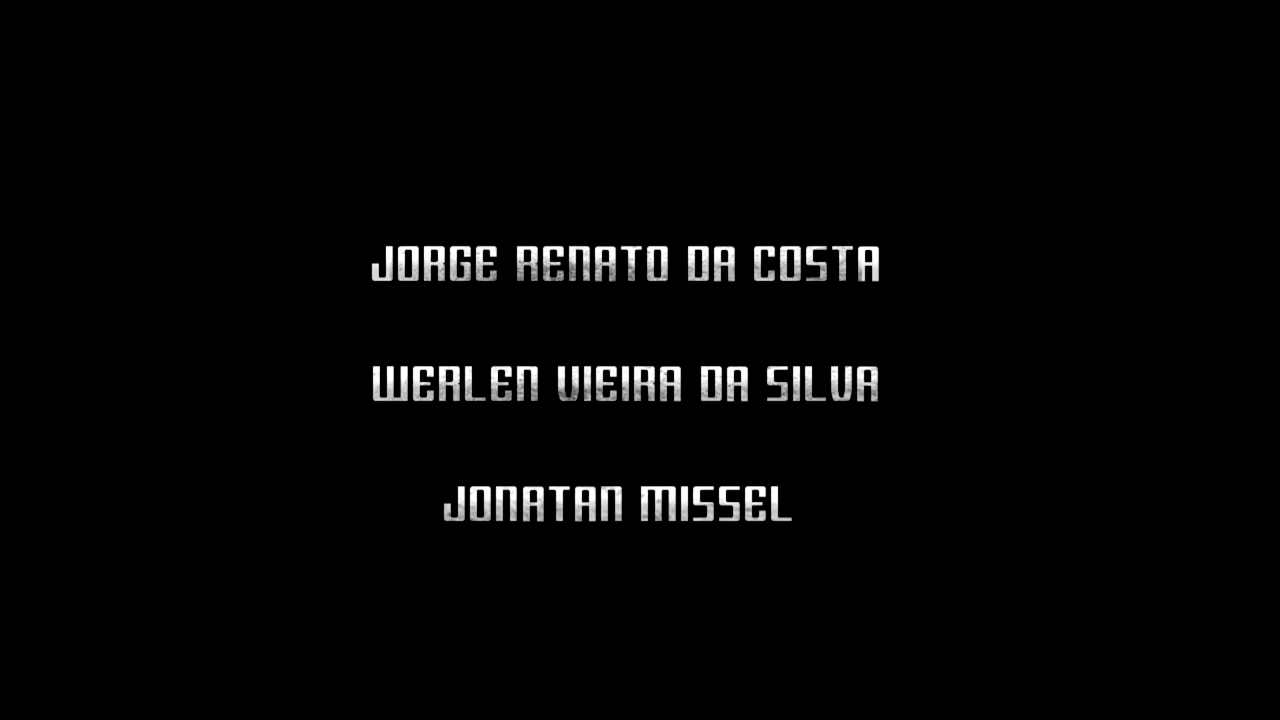 JORGE RENATO DA COSTA
WERLEN VIEIRA DA SILVA
JONATAN MISSEL